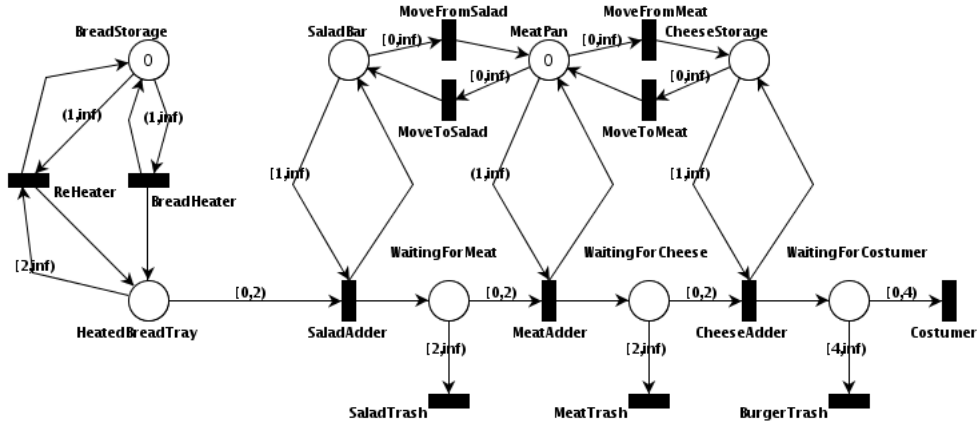 MoveFromSalad
MoveFromMeat
BreadStorage
SaladBar
[0,inf)
MeatPan
[0,inf)
CheeseStorage
0
0
[0,inf)
[0,inf)
(1,inf)
(1,inf)
MoveToSalad
MoveToMeat
[1,inf)
(1,inf)
[1,inf)
ReHeater
BreadHeater
WaitingForMeat
WaitingForCheese
WaitingForCostumer
[2,inf)
[0,2)
[0,2)
[0,2)
[0,4)
HeatedBreadTray
SaladAdder
MeatAdder
CheeseAdder
Costumer
[2,inf)
[2,inf)
[4,inf)
SaladTrash
MeatTrash
BurgerTrash